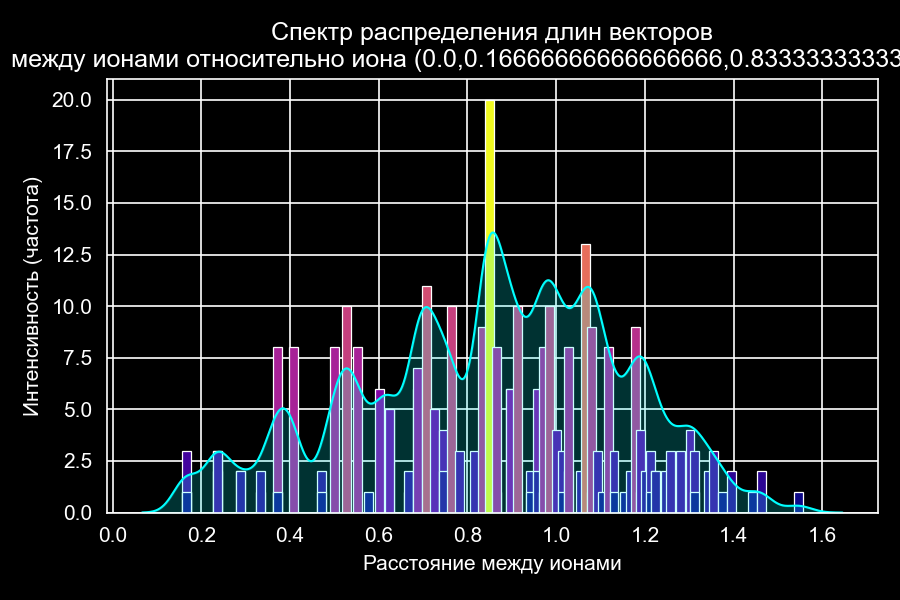 Спектр распределения длин векторов
между ионами относительно иона (0.0,0.16666666666666666,0.83333333333
Интенсивность (частота)
20.0
17.5
15.0
12.5
10.0
7.5
5.0
2.5
0.0
0.0 0.2 0.4 0.6 0.8 1.0 1.2 1.4 1.6
Расстояние между ионами